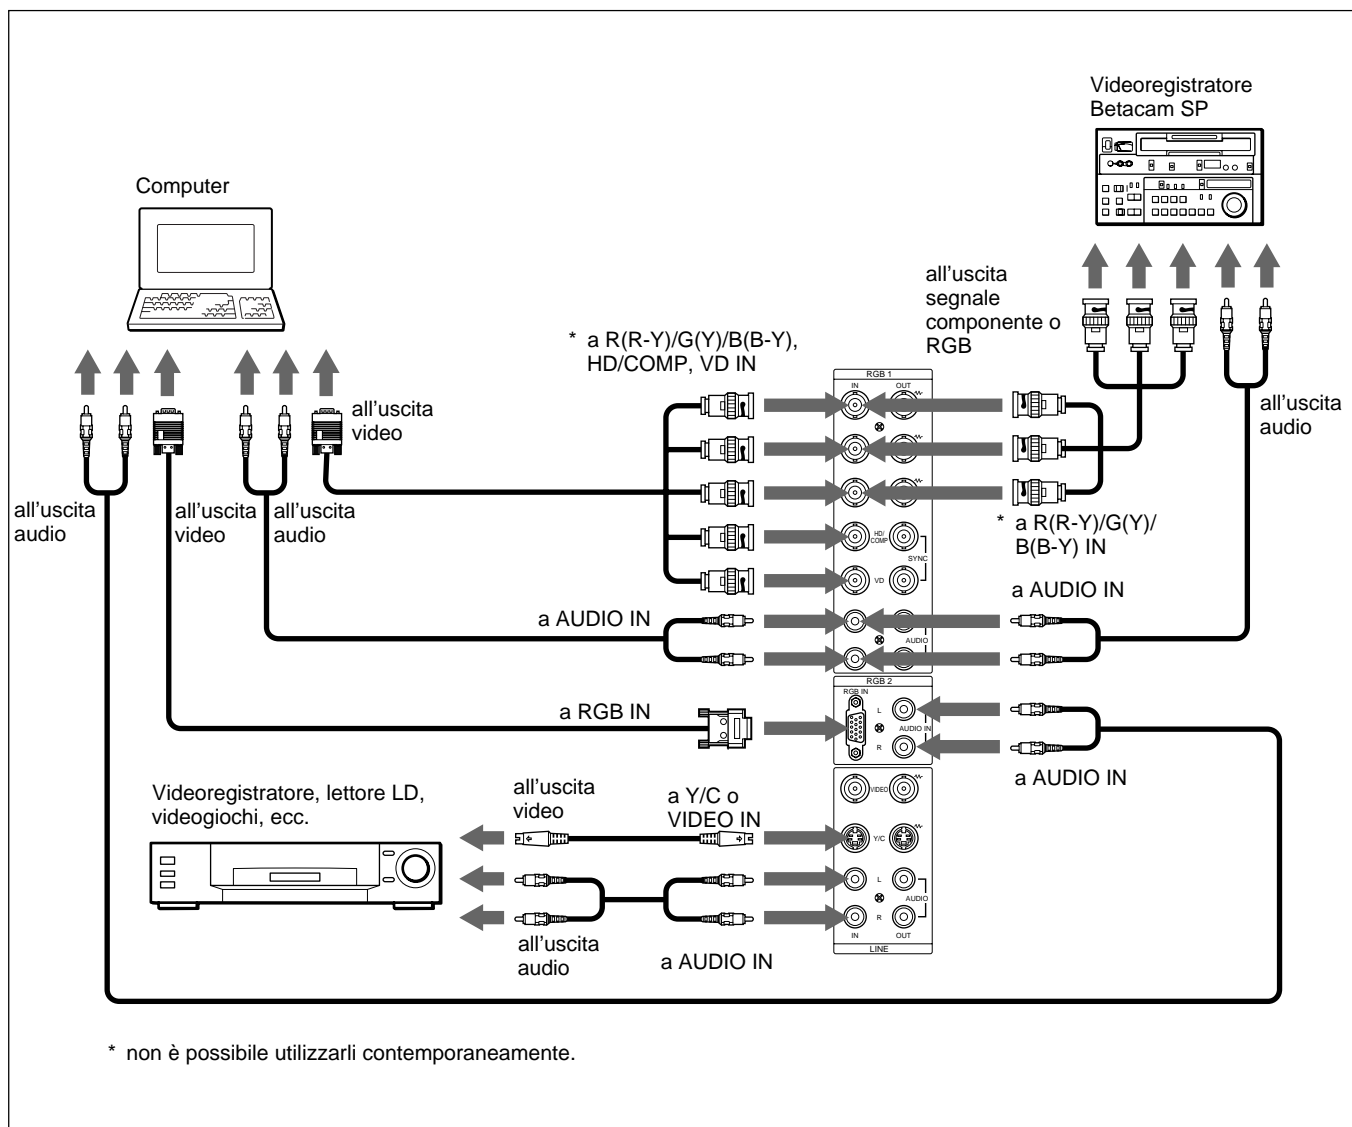 Videoregistratore
Betacam SP
Computer
all'uscita
segnale
componente o
RGB
* a R(R-Y)/G(Y)/B(B-Y),
HD/COMP, VD IN
all'uscita
video
all'uscita
audio
all'uscita
audio
all'uscita
video
all'uscita
audio
RGB 1
IN
OUT
HD/
COMP
SYNC
VD
AUDIO
* a R(R-Y)/G(Y)/
B(B-Y) IN
a AUDIO IN
a AUDIO IN
RGB 2
RGB IN
L
AUDIO IN
R
a RGB IN
a AUDIO IN
Videoregistratore, lettore LD,
videogiochi, ecc.
all'uscita
video
a Y/C o
VIDEO IN
VIDEO
Y/C
L
AUDIO
R
IN
OUT
LINE
all'uscita
audio
a AUDIO IN
* non è possibile utilizzarli contemporaneamente.